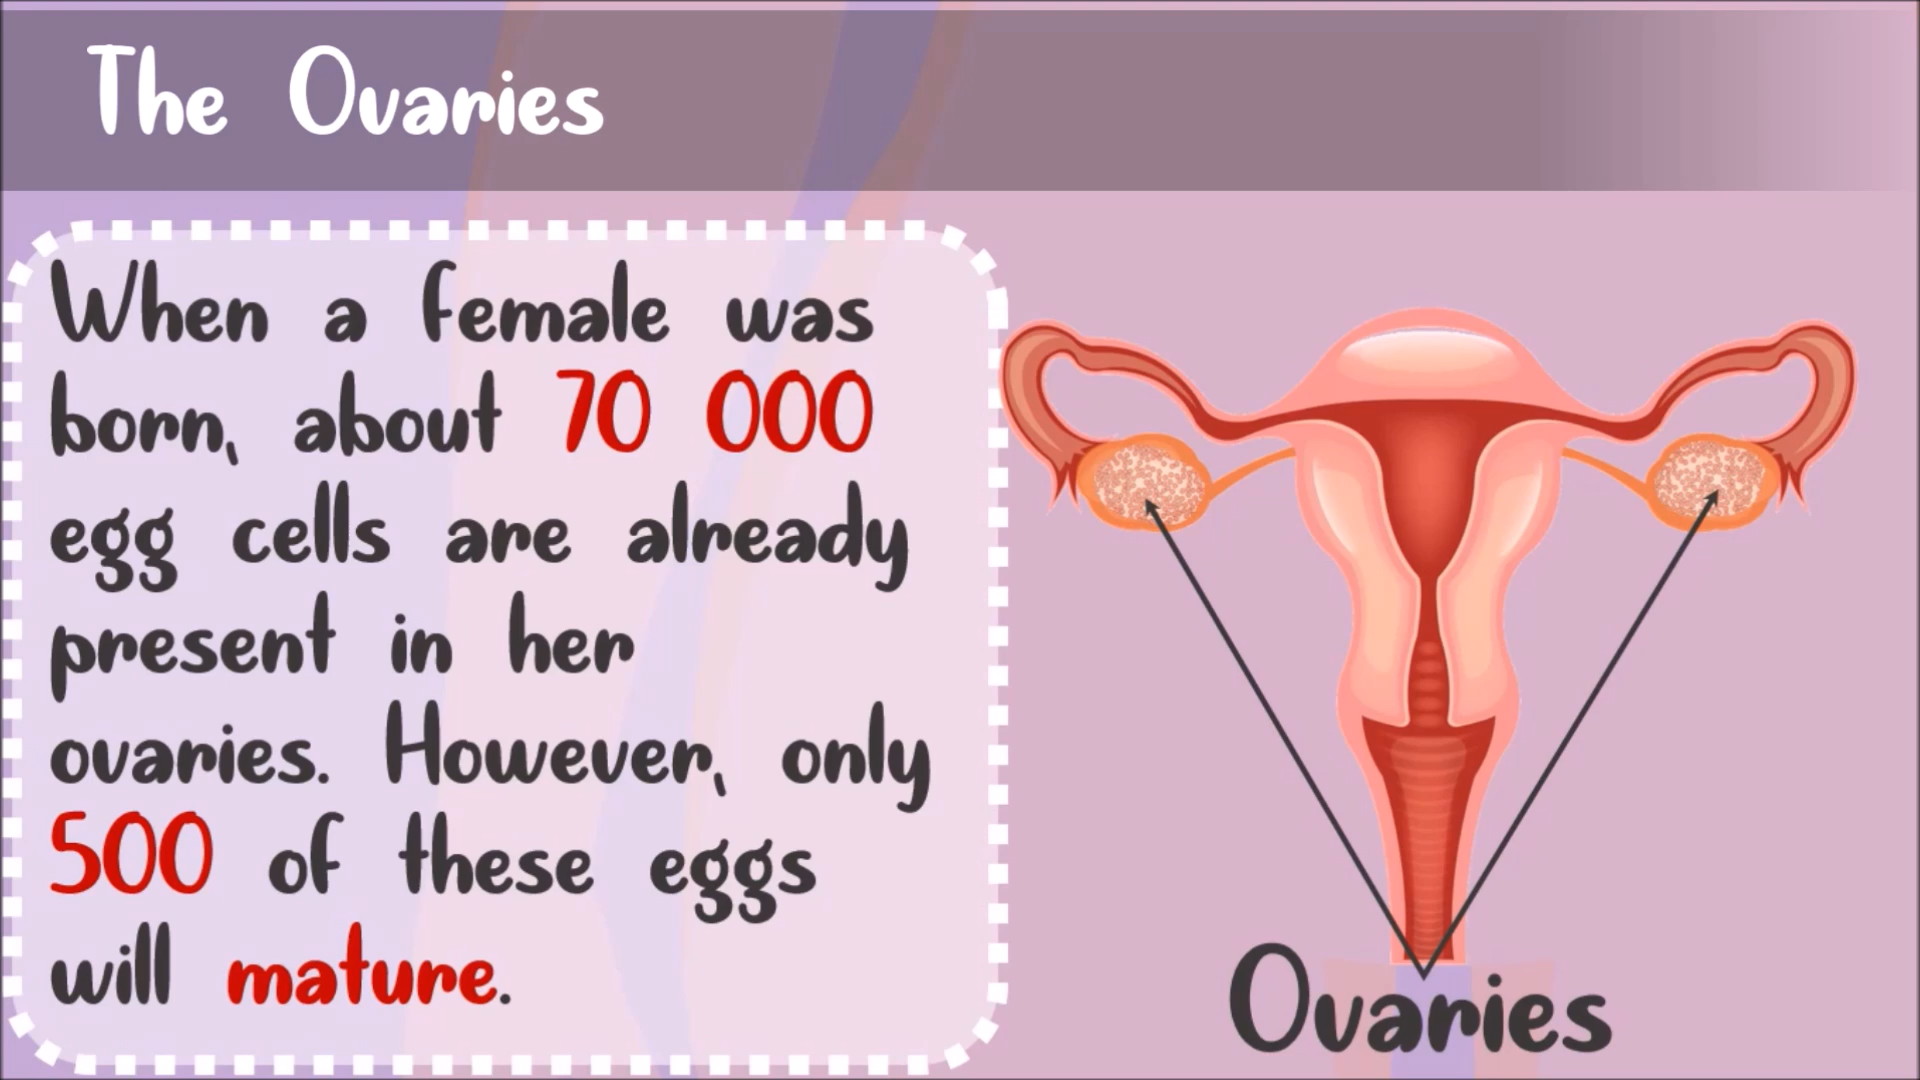 The Ovaries
When a female was
born, about 70 000
egg cells are already
present in her
ovaries. However, only
500 of these eggs
will mature.
Ovaries